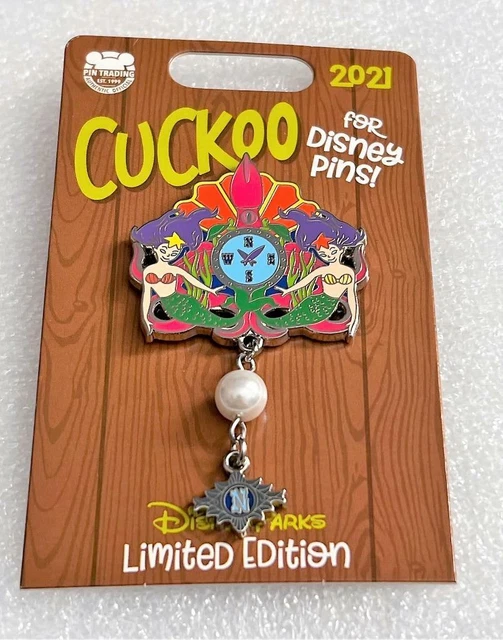 PIN TRADING
EST. 1999
AUTHENTIC OFFICIAL
2021
CUCKOO
FOR
Disney
Pins!
N
W E
S
N
Disney PARKS
Limited Edition